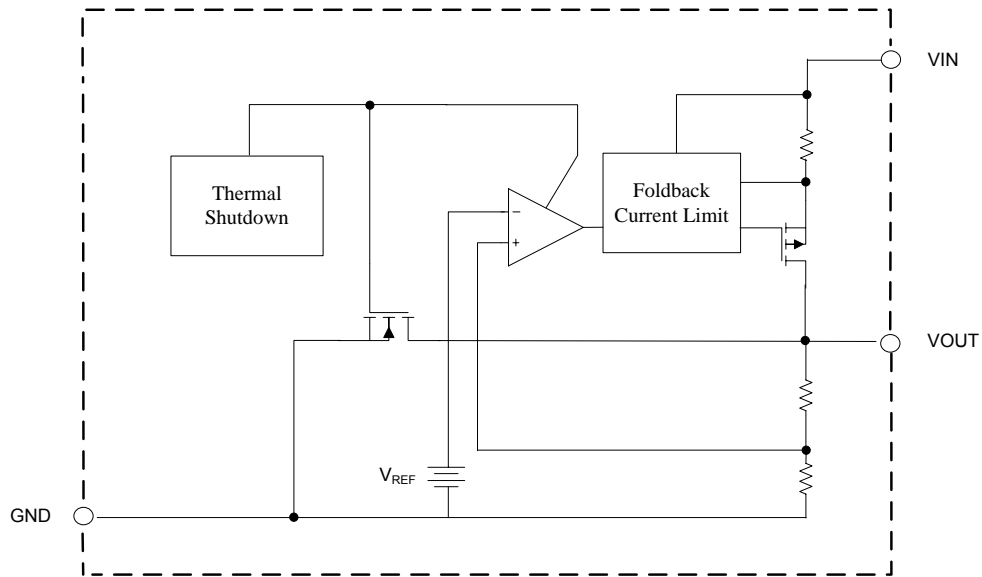 VIN
Thermal
Shutdown
Foldback
Current Limit
−
+
VOUT
VREF
GND